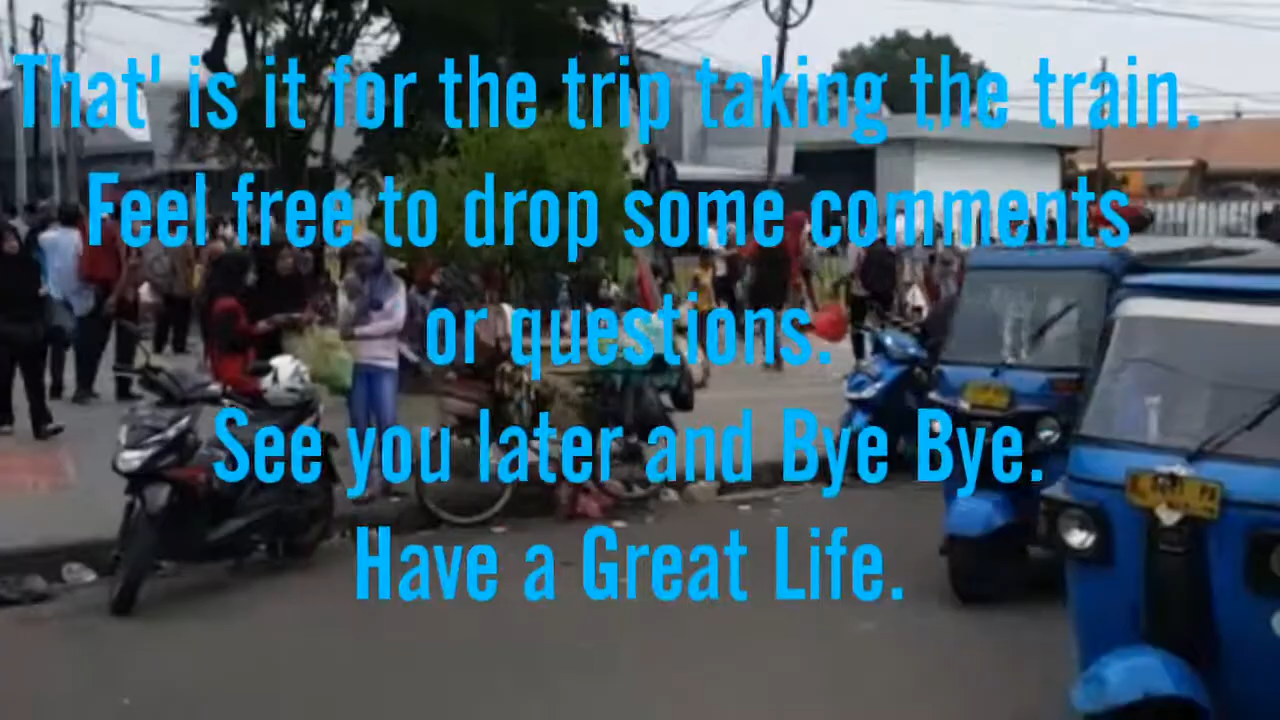 That' is it for the trip taking the train.
Feel free to drop some comments
or questions.
See you later and Bye Bye.
Have a Great Life.